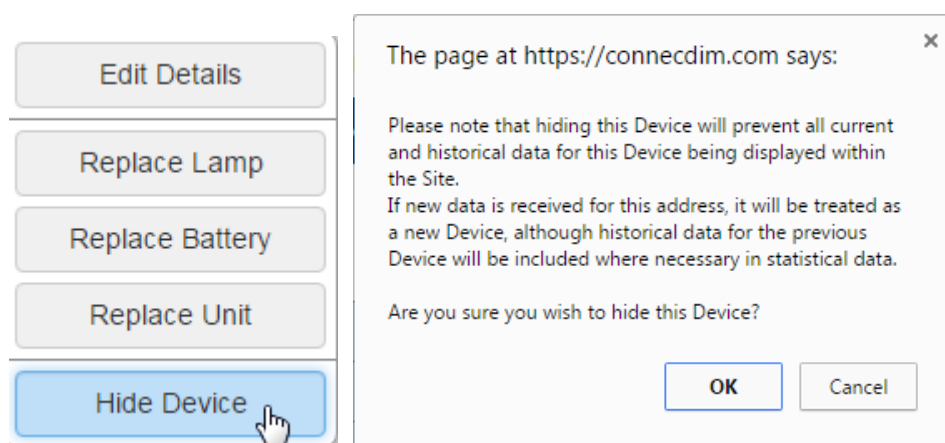 Edit Details
Replace Lamp
Replace Battery
Replace Unit
Hide Device
The page at https://connecdim.com says:
Please note that hiding this Device will prevent all current
and historical data for this Device being displayed within
the Site.
If new data is received for this address, it will be treated as
a new Device, although historical data for the previous
Device will be included where necessary in statistical data.
Are you sure you wish to hide this Device?
OK
Cancel